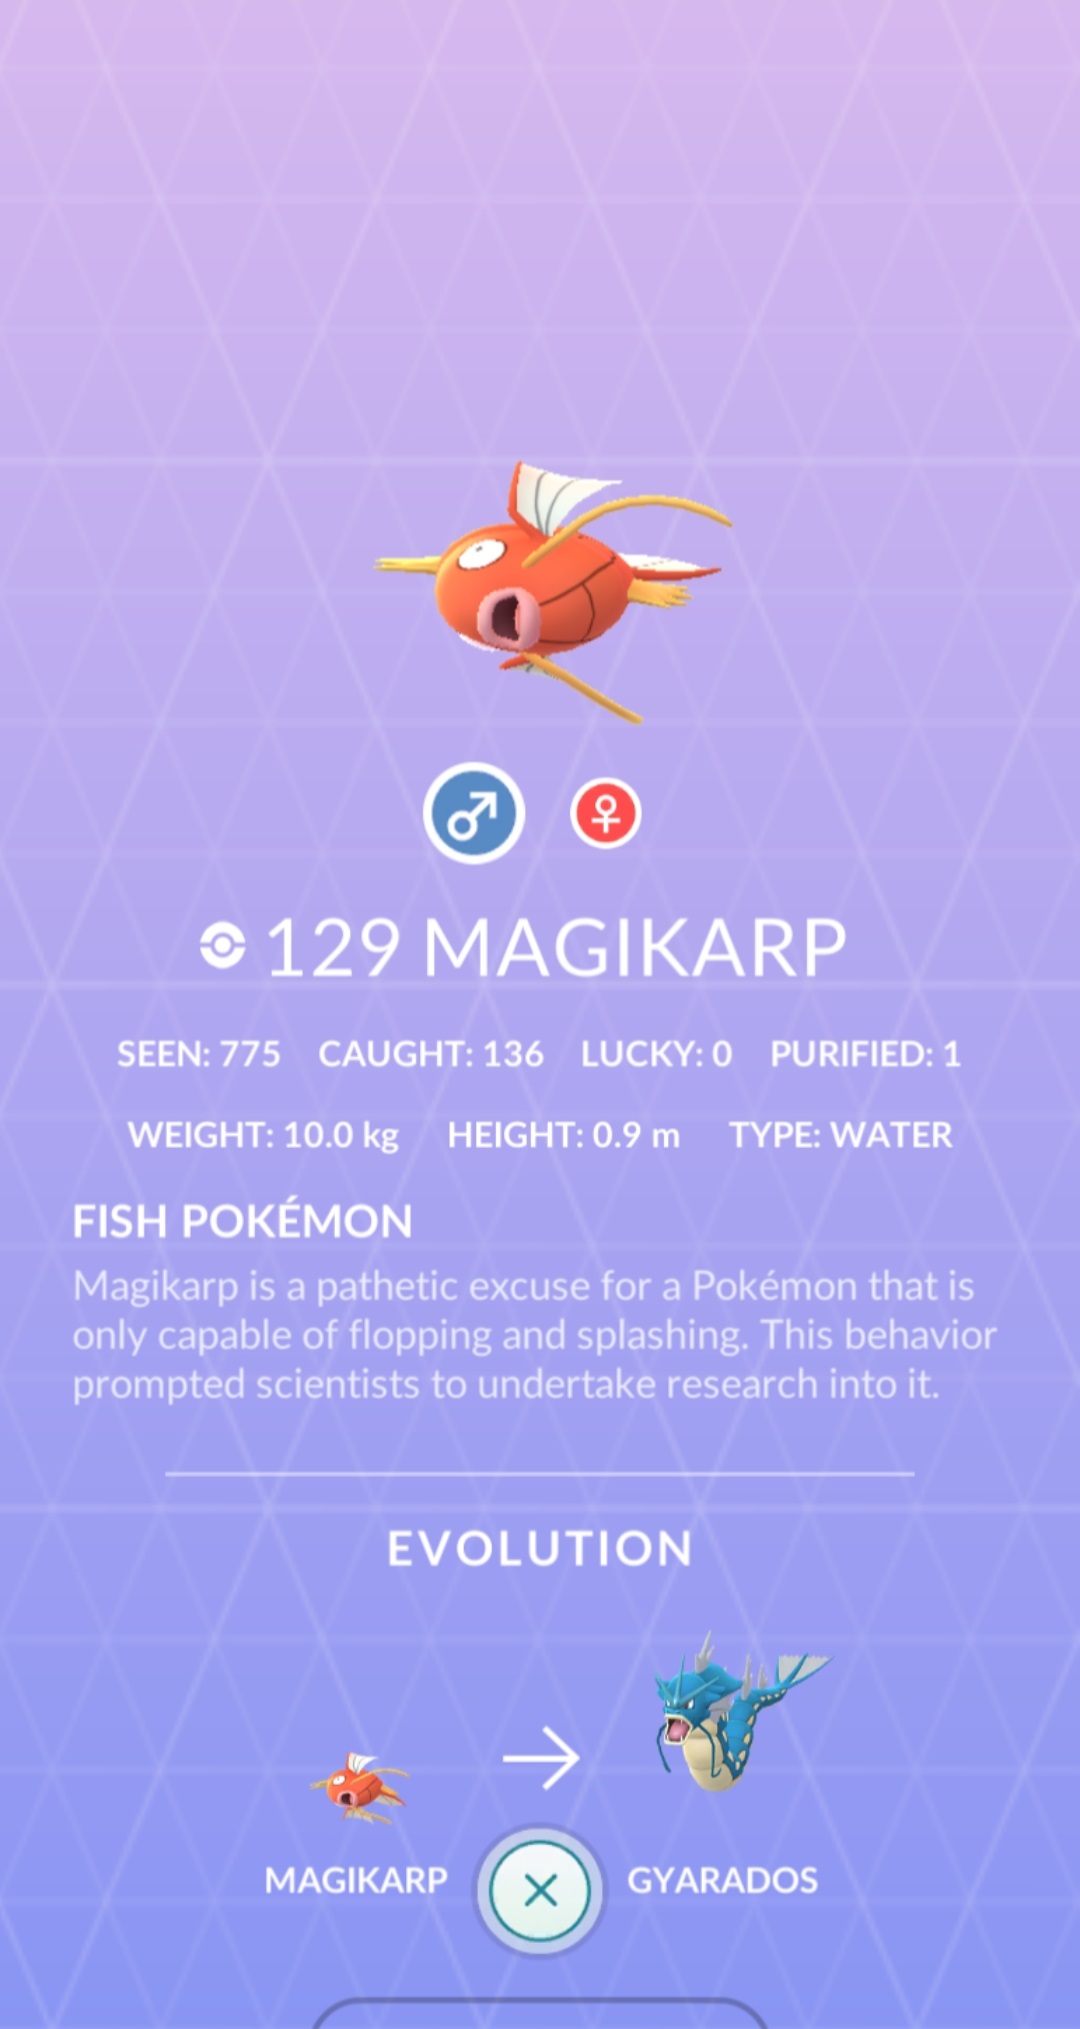 129 MAGIKARP
SEEN: 775 CAUGHT: 136 LUCKY: 0 PURIFIED: 1
WEIGHT: 10.0 kg HEIGHT: 0.9 m TYPE: WATER
FISH POKÉMON
Magikarp is a pathetic excuse for a Pokémon that is
only capable of flopping and splashing. This behavior
prompted scientists to undertake research into it.
EVOLUTION
MAGIKARP GYARADOS